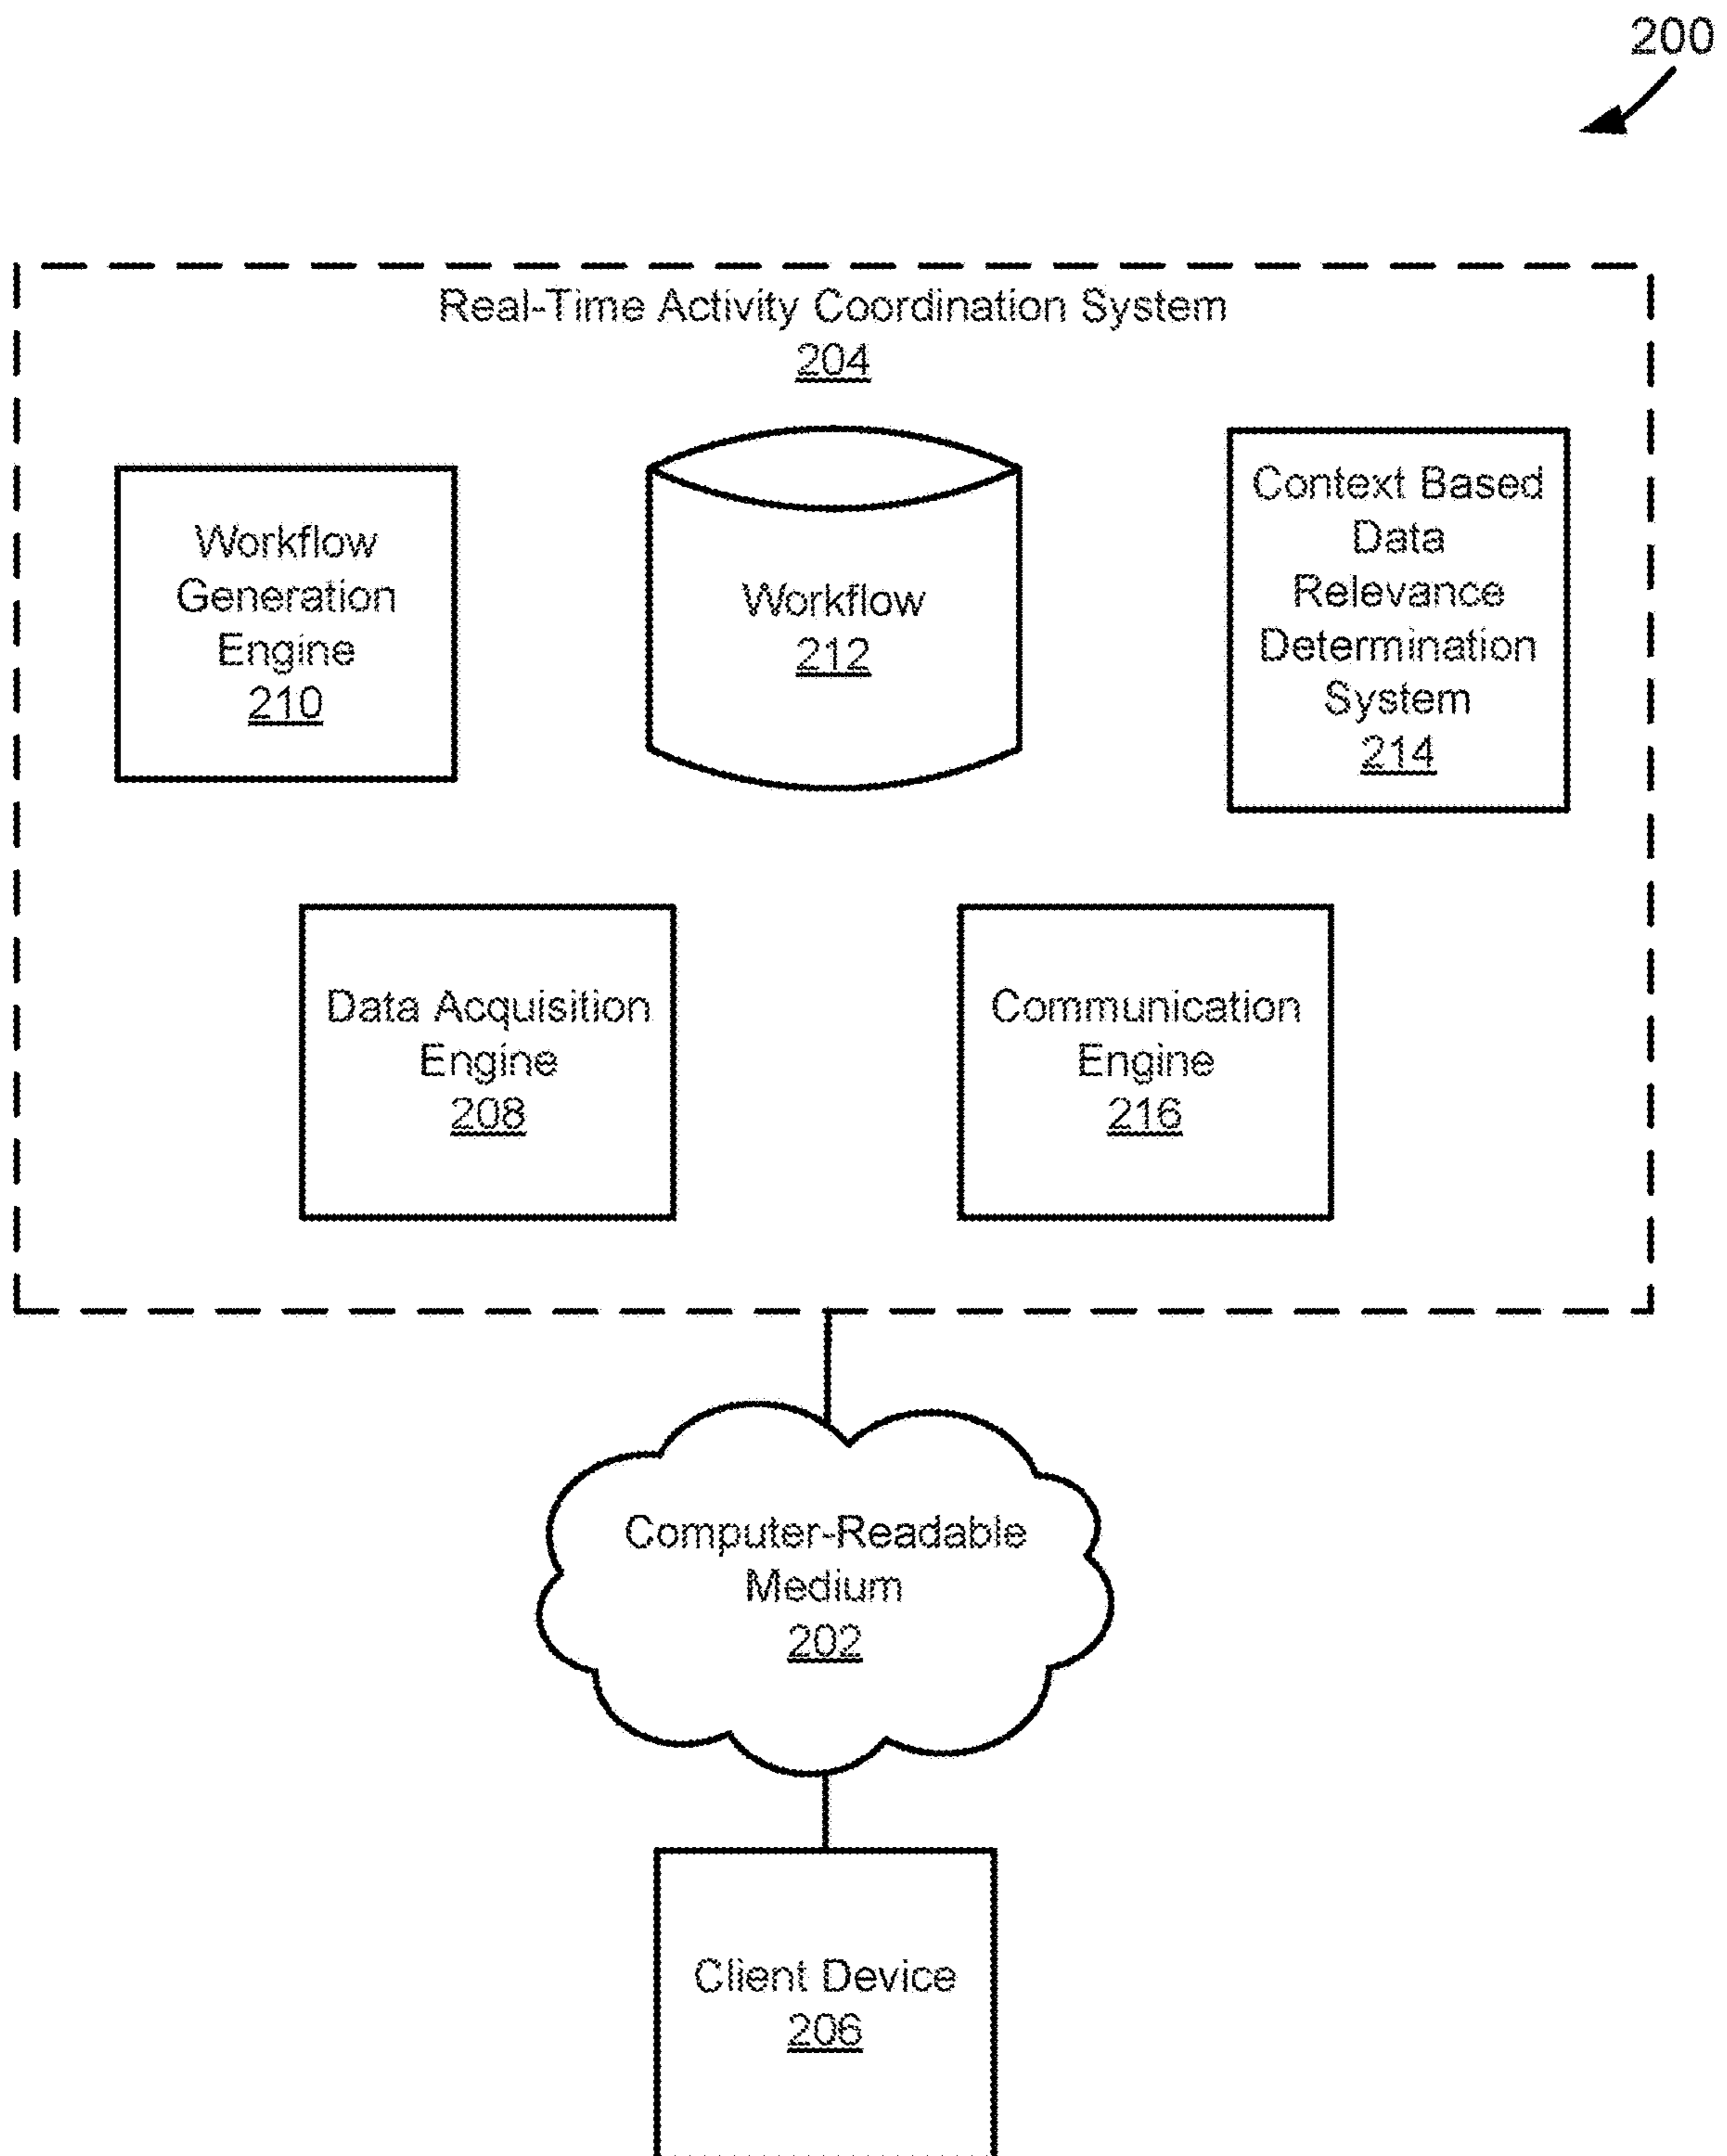 200
Real-Time Activity Coordination System
204
Workflow
Generation
Engine
210
Workflow
212
Context Based
Data
Relevance
Determination
System
214
Data Acquisition
Engine
208
Communication
Engine
216
Computer-Readable
Medium
202
Client Device
206